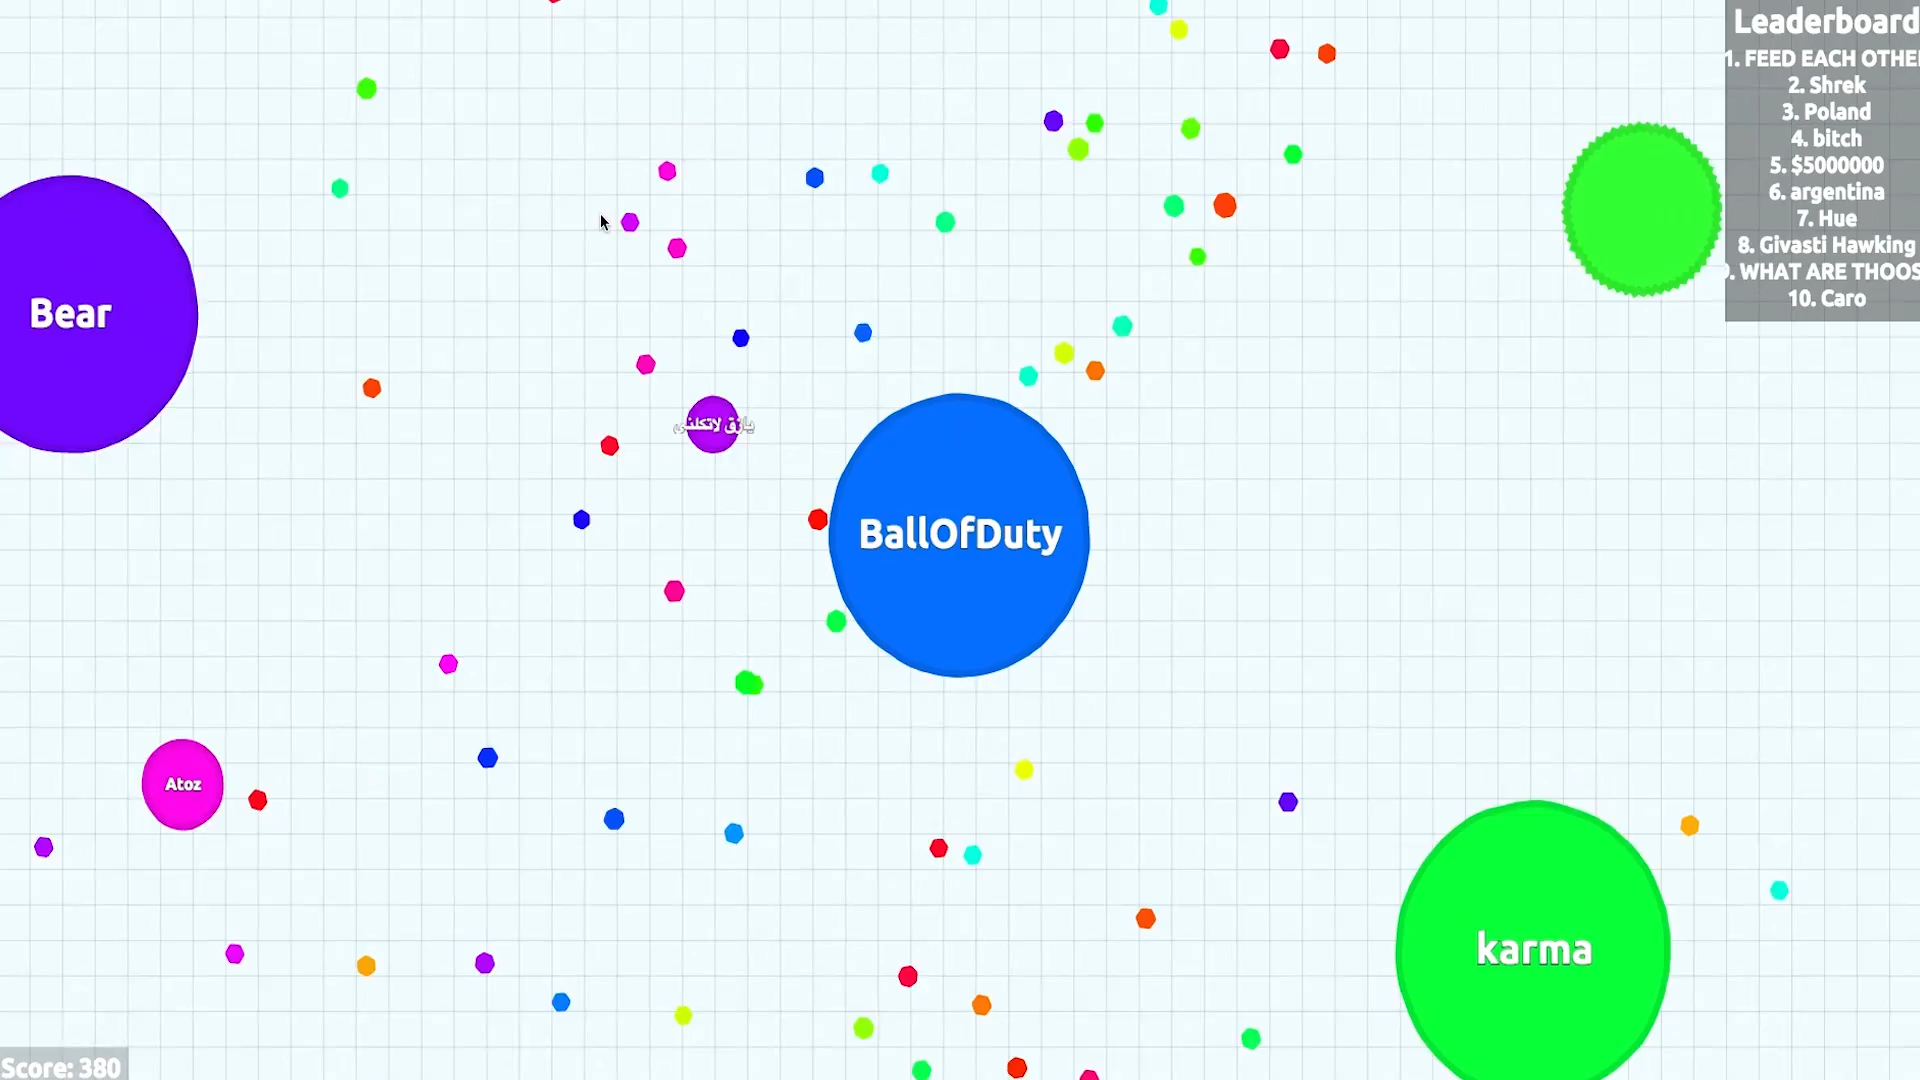 Leaderboard
1. FEED EACH OTHE
2. Shrek
3. Poland
4. bitch
5. $5000000
6. argentina
7. Hue
8. Givasti Hawking
9. WHAT ARE THOOS
10. Caro
Bear
BallOfDuty
Atoz
karma
Score: 380